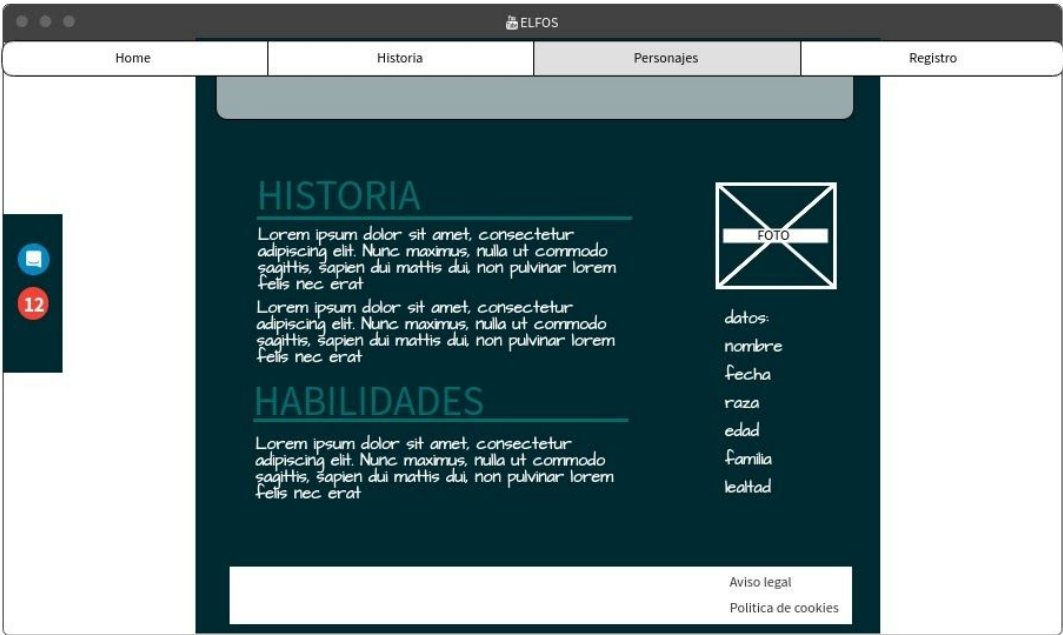 ELFOS
Home
Historia
Personajes
Registro
12
HISTORIA
Lorem ipsum dolor sit amet, consectetur
adipiscing elit. Nunc maximus, nulla ut commodo
sagittis, sapien dui mattis dui, non pulvinar lorem
felis nec erat
Lorem ipsum dolor sit amet, consectetur
adipiscing elit. Nunc maximus, nulla ut commodo
sagittis, sapien dui mattis dui, non pulvinar lorem
felis nec erat
HABILIDADES
Lorem ipsum dolor sit amet, consectetur
adipiscing elit. Nunc maximus, nulla ut commodo
sagittis, sapien dui mattis dui, non pulvinar lorem
felis nec erat
FOTO
datos:
nombre
fecha
raza
edad
familia
lealtad
Aviso legal
Politica de cookies